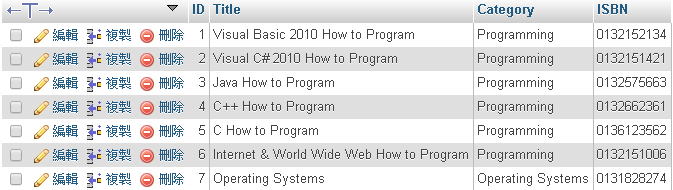 ID Title Category ISBN
編輯 複製 刪除 1 Visual Basic 2010 How to Program Programming 0132152134
編輯 複製 刪除 2 Visual C# 2010 How to Program Programming 0132151421
編輯 複製 刪除 3 Java How to Program Programming 0132575663
編輯 複製 刪除 4 C++ How to Program Programming 0132662361
編輯 複製 刪除 5 C How to Program Programming 0136123562
編輯 複製 刪除 6 Internet & World Wide Web How to Program Programming 0132151006
編輯 複製 刪除 7 Operating Systems Operating Systems 0131828274